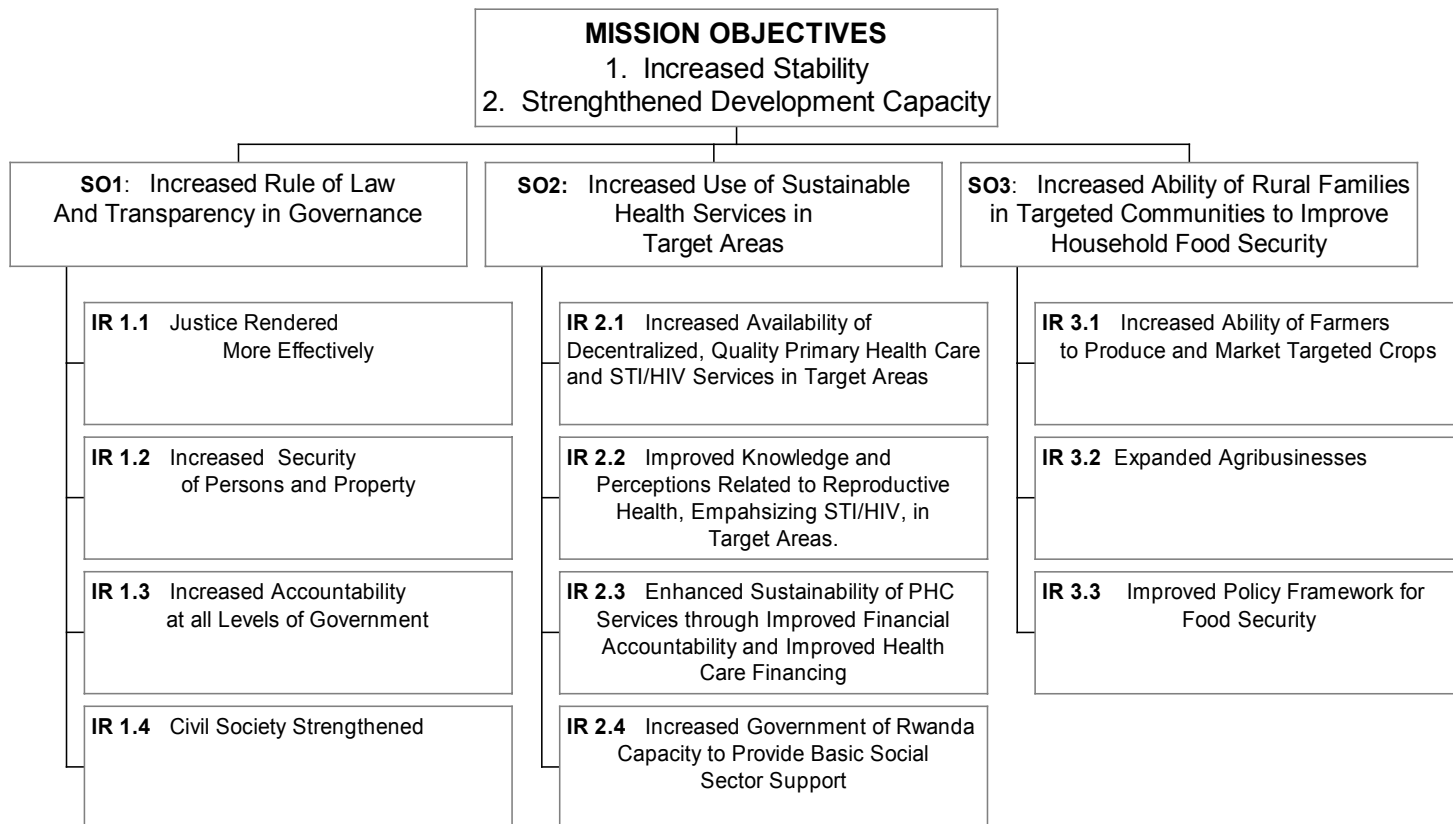 MISSION OBJECTIVES
1. Increased Stability
2. Strenghthened Development Capacity
SO1: Increased Rule of Law
And Transparency in Governance
SO2: Increased Use of Sustainable
Health Services in
Target Areas
SO3: Increased Ability of Rural Families
in Targeted Communities to Improve
Household Food Security
IR 1.1 Justice Rendered
More Effectively
IR 1.2 Increased Security
of Persons and Property
IR 1.3 Increased Accountability
at all Levels of Government
IR 1.4 Civil Society Strengthened
IR 2.1 Increased Availability of
Decentralized, Quality Primary Health Care
and STI/HIV Services in Target Areas
IR 2.2 Improved Knowledge and
Perceptions Related to Reproductive
Health, Empahsizing STI/HIV, in
Target Areas.
IR 2.3 Enhanced Sustainability of PHC
Services through Improved Financial
Accountability and Improved Health
Care Financing
IR 2.4 Increased Government of Rwanda
Capacity to Provide Basic Social
Sector Support
IR 3.1 Increased Ability of Farmers
to Produce and Market Targeted Crops
IR 3.2 Expanded Agribusinesses
IR 3.3 Improved Policy Framework for
Food Security